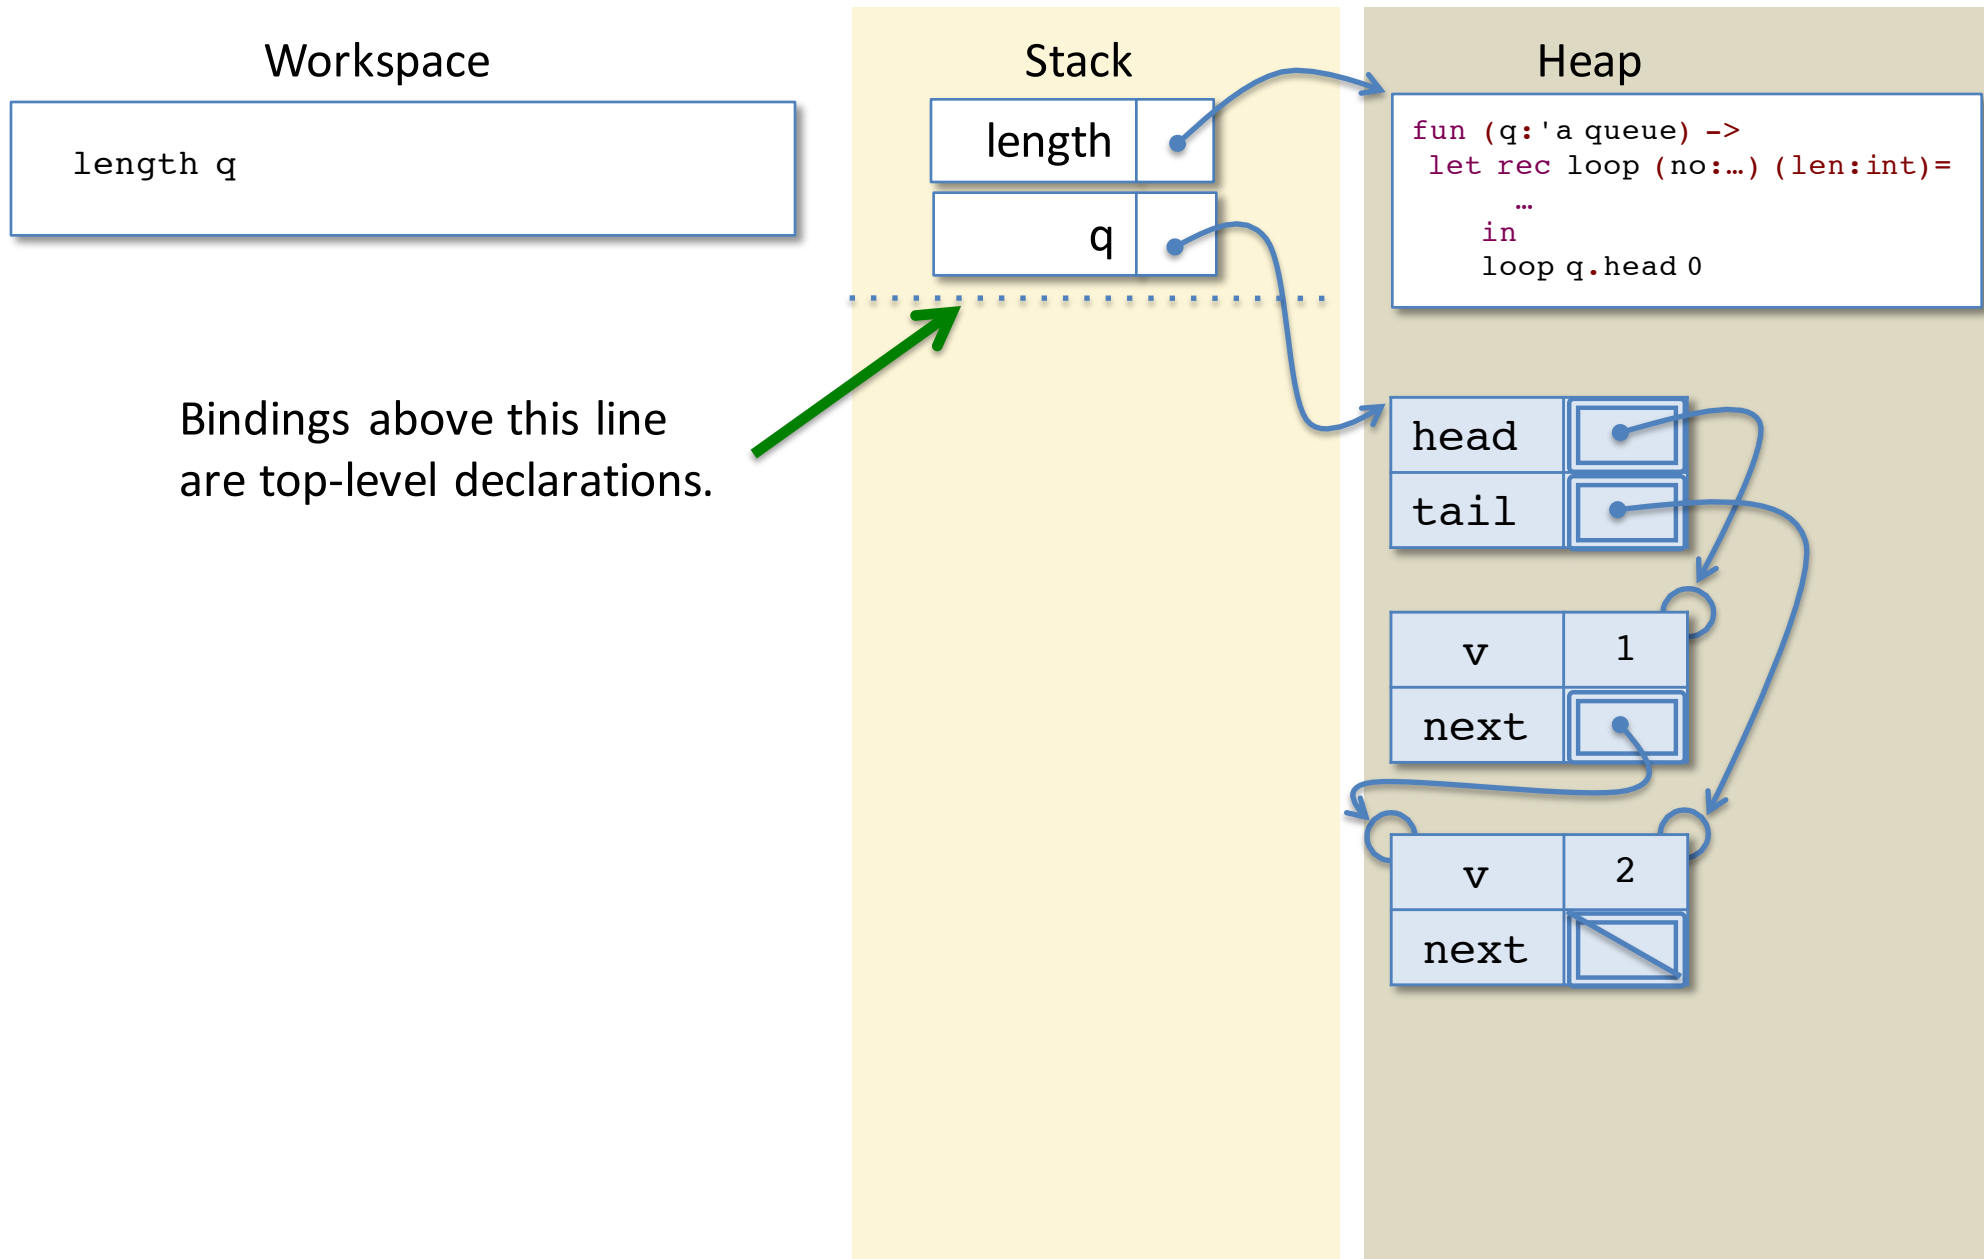 Workspace
length q
Bindings above this line
are top-level declarations.
Stack
length
q
Heap
fun (q:'a queue) ->
let rec loop (no:…) (len:int)=
…
in
loop q.head 0
head
tail
v 1
next
v 2
next